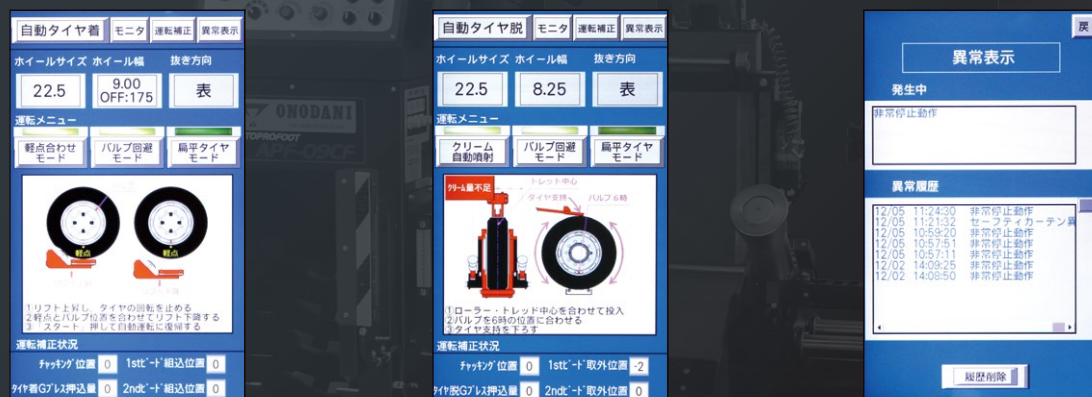 自動タイヤ着
モニタ
運転補正
異常表示
ホイールサイズ
ホイール幅
抜き方向
22.5
9.00
OFF:175
表
運転メニュー
軽点合わせ
モード
バルブ回避
モード
扁平タイヤ
モード
軽点
軽点
1リフト上昇し、タイヤの回転を止める
2軽点とバルブ位置を合わせてリフト下降する
3「スタート」押して自動運転に復帰する
運転補正状況
チャッキング位置 0
1stビード組込位置 0
タイヤ着Gプレス押込量 0
2ndビード組込位置 0
ONODANI
自動タイヤ脱
モニタ
運転補正
異常表示
ホイールサイズ
ホイール幅
抜き方向
22.5
8.25
表
運転メニュー
クリーム
自動噴射
バルブ回避
モード
扁平タイヤ
モード
クリーム量不足
トレッド中心
タイヤ支持
バルブ6時
①ローラー・トレッド中心を合わせて投入
②バルブを6時の位置に合わせる
③タイヤ支持を下ろす
運転補正状況
チャッキング位置 0
1stビード取外位置 -2
タイヤ脱Gプレス押込量 0
2ndビード取外位置 0
戻
異常表示
発生中
非常停止動作
異常履歴
12/05 11:24:30 非常停止動作
12/05 11:21:32 セーフティカーテン異
12/05 10:59:20 非常停止動作
12/05 10:57:51 非常停止動作
12/05 10:57:11 非常停止動作
12/02 14:09:25 非常停止動作
12/02 14:08:50 非常停止動作
履歴削除